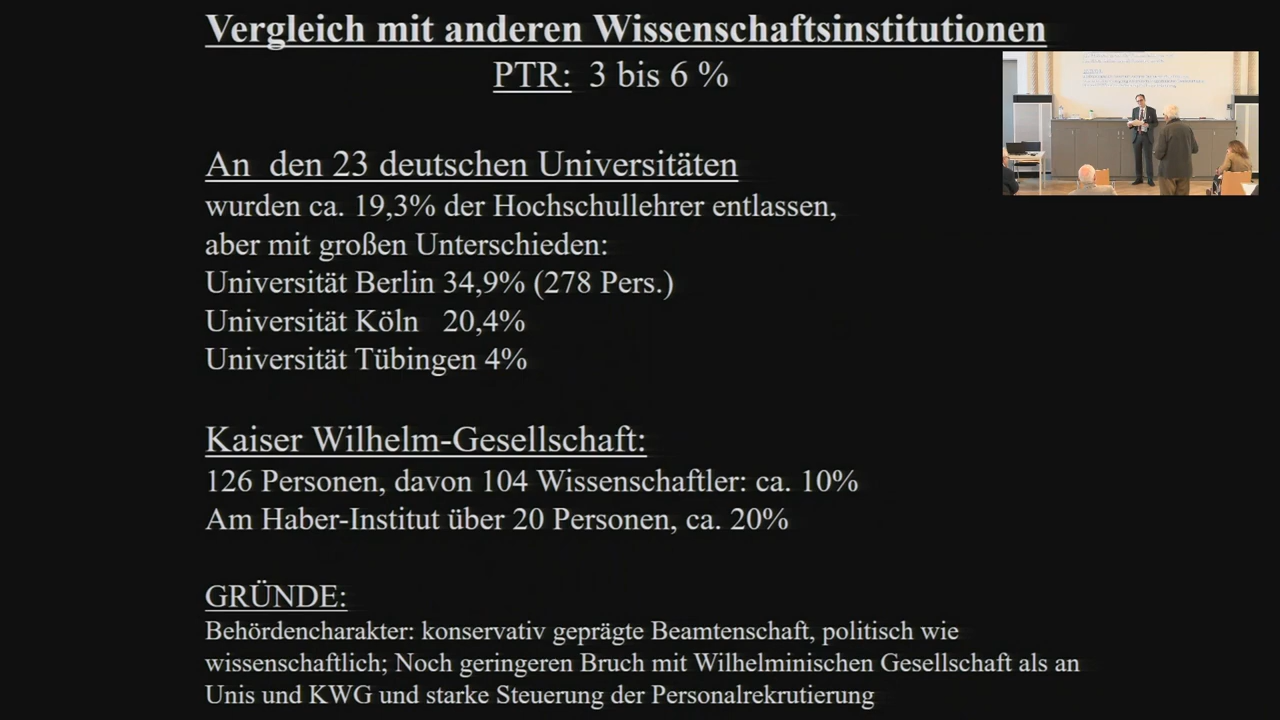 Vergleich mit anderen Wissenschaftsinstitutionen
PTR: 3 bis 6 %
An den 23 deutschen Universitäten
wurden ca. 19,3% der Hochschullehrer entlassen,
aber mit großen Unterschieden:
Universität Berlin 34,9% (278 Pers.)
Universität Köln 20,4%
Universität Tübingen 4%
Kaiser Wilhelm-Gesellschaft:
126 Personen, davon 104 Wissenschaftler: ca. 10%
Am Haber-Institut über 20 Personen, ca. 20%
GRÜNDE:
Behördencharakter: konservativ geprägte Beamtenschaft, politisch wie
wissenschaftlich; Noch geringeren Bruch mit Wilhelminischen Gesellschaft als an
Unis und KWG und starke Steuerung der Personalrekrutierung